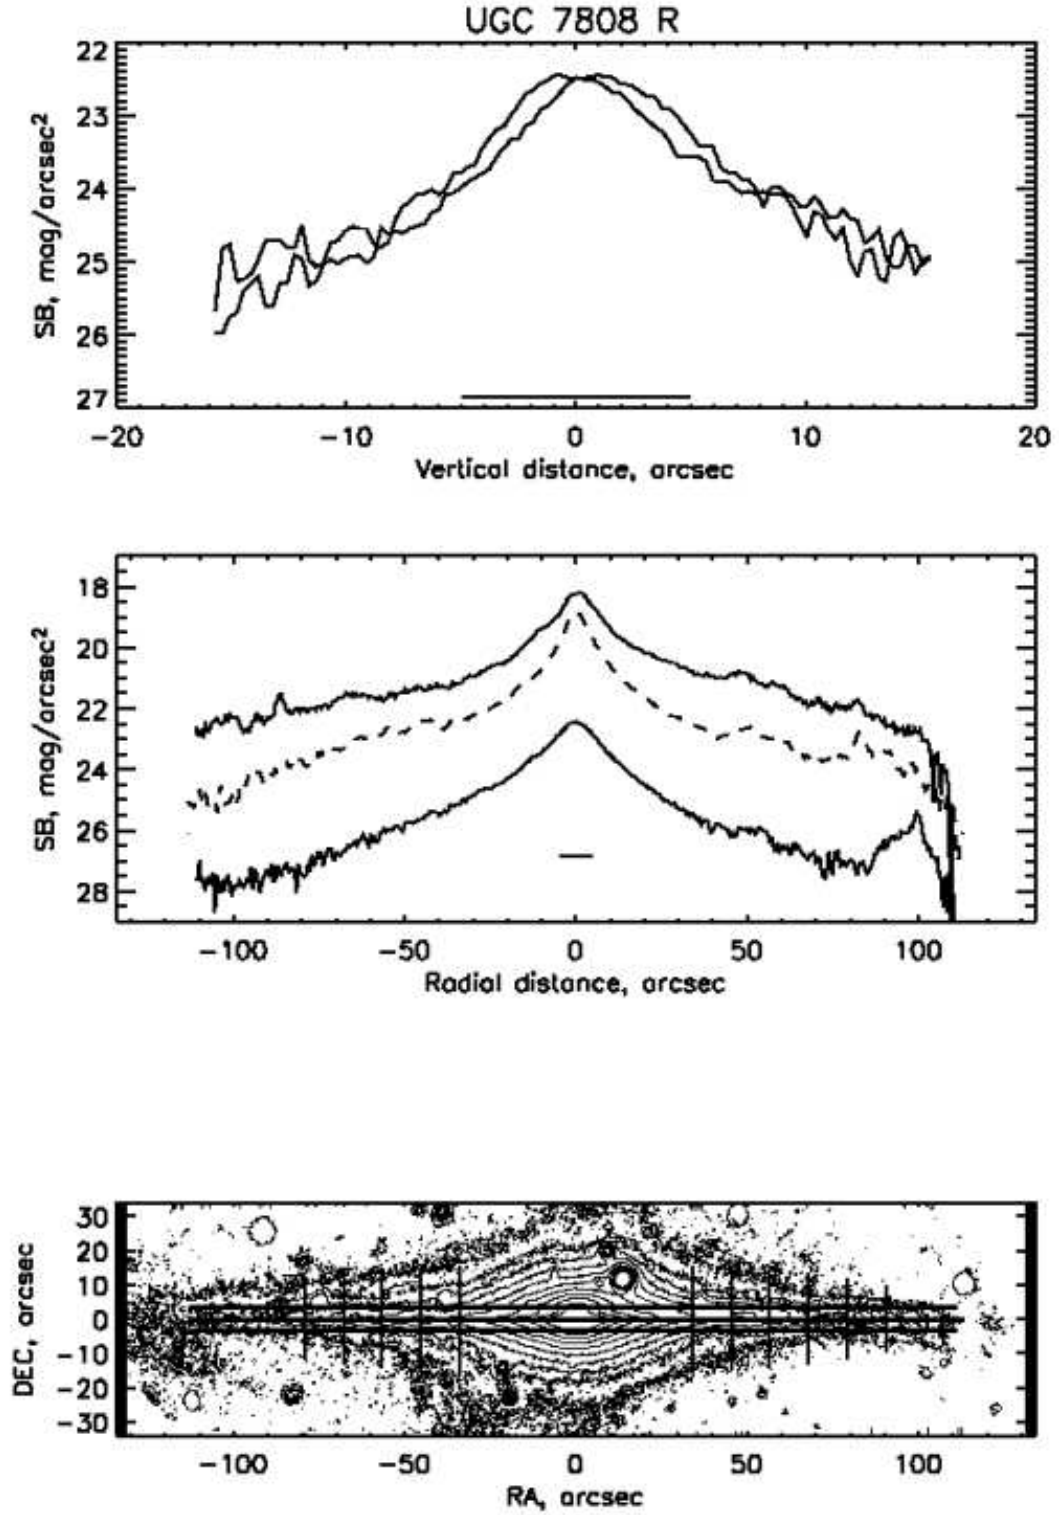 UGC 7808 R
22
23
24
25
26
27
SB, mag/arcsec²
-20 -10 0 10 20
Vertical distance, arcsec
18
20
22
24
26
28
SB, mag/arcsec²
-100 -50 0 50 100
Radial distance, arcsec
30
20
10
0
-10
-20
-30
DEC, arcsec
-100 -50 0 50 100
RA, arcsec